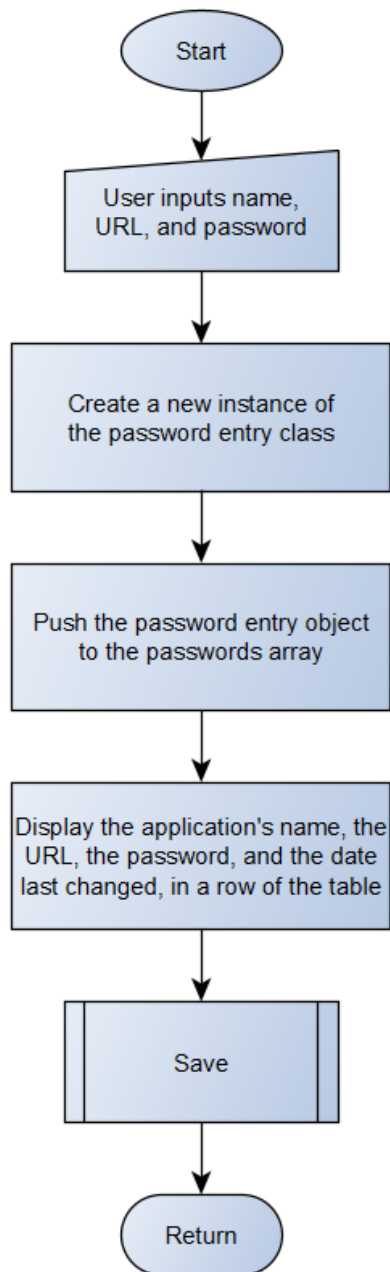 Start
User inputs name,
URL, and password
Create a new instance of
the password entry class
Push the password entry object
to the passwords array
Display the application's name, the
URL, the password, and the date
last changed, in a row of the table
Save
Return